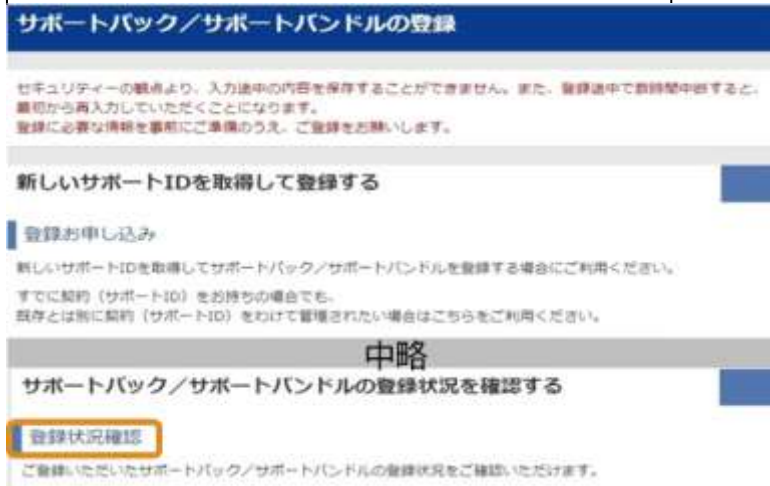 サポートパック／サポートバンドルの登録
セキュリティーの観点より、入力途中の内容を保存することができません。また、登録途中で数時間中断すると、
最初から再入力していただくことになります。
登録に必要な情報を事前にご準備のうえ、ご登録をお願いします。
新しいサポートIDを取得して登録する
登録お申し込み
新しいサポートIDを取得してサポートパック／サポートバンドルを登録する場合にご利用ください。
すでに契約（サポートID）をお持ちの場合でも、
既存とは別に契約（サポートID）をわけて管理されたい場合はこちらをご利用ください。
中略
サポートパック／サポートバンドルの登録状況を確認する
登録状況確認
ご登録いただいたサポートパック／サポートバンドルの登録状況をご確認いただけます。